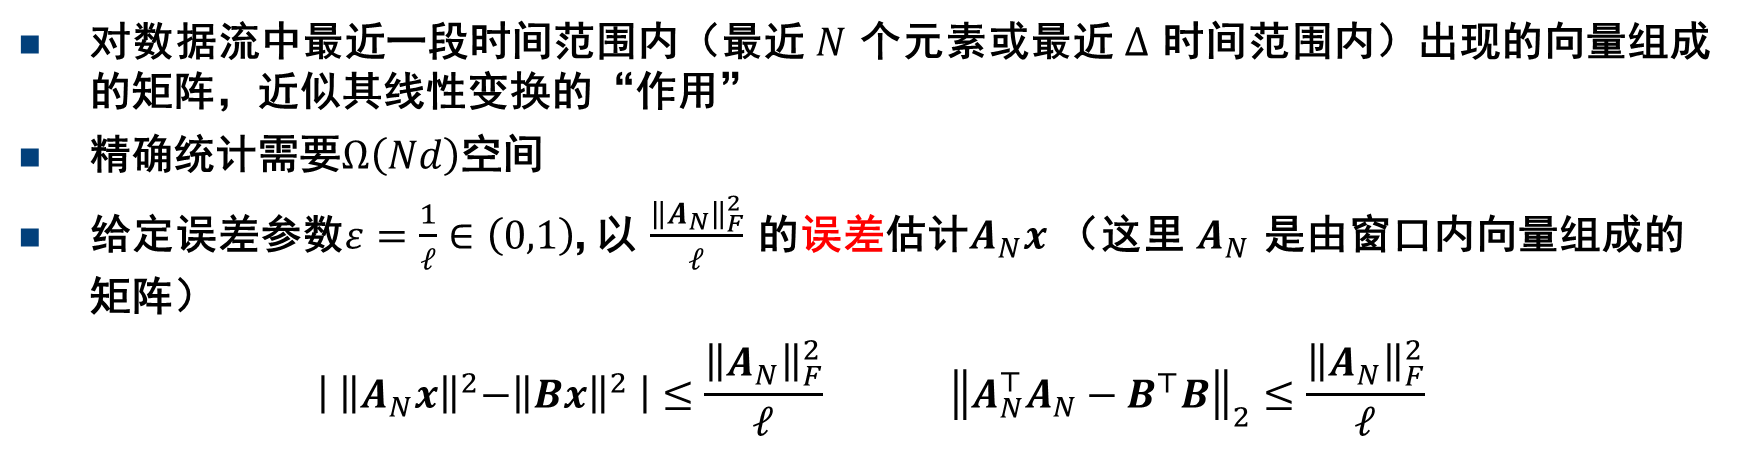 ■ 对数据流中最近一段时间范围内（最近 N 个元素或最近 Δ 时间范围内）出现的向量组成
的矩阵，近似其线性变换的“作用”
■ 精确统计需要Ω(Nd)空间
■ 给定误差参数ε = 1/ℓ ∈ (0,1), 以 ‖A_N‖_F^2/ℓ 的误差估计A_N x （这里 A_N 是由窗口内向量组成的
矩阵）
| ‖A_N x‖^2−‖Bx‖^2 | ≤ ‖A_N‖_F^2/ℓ ‖A_N^⊤ A_N − B^⊤B‖_2 ≤ ‖A_N‖_F^2/ℓ